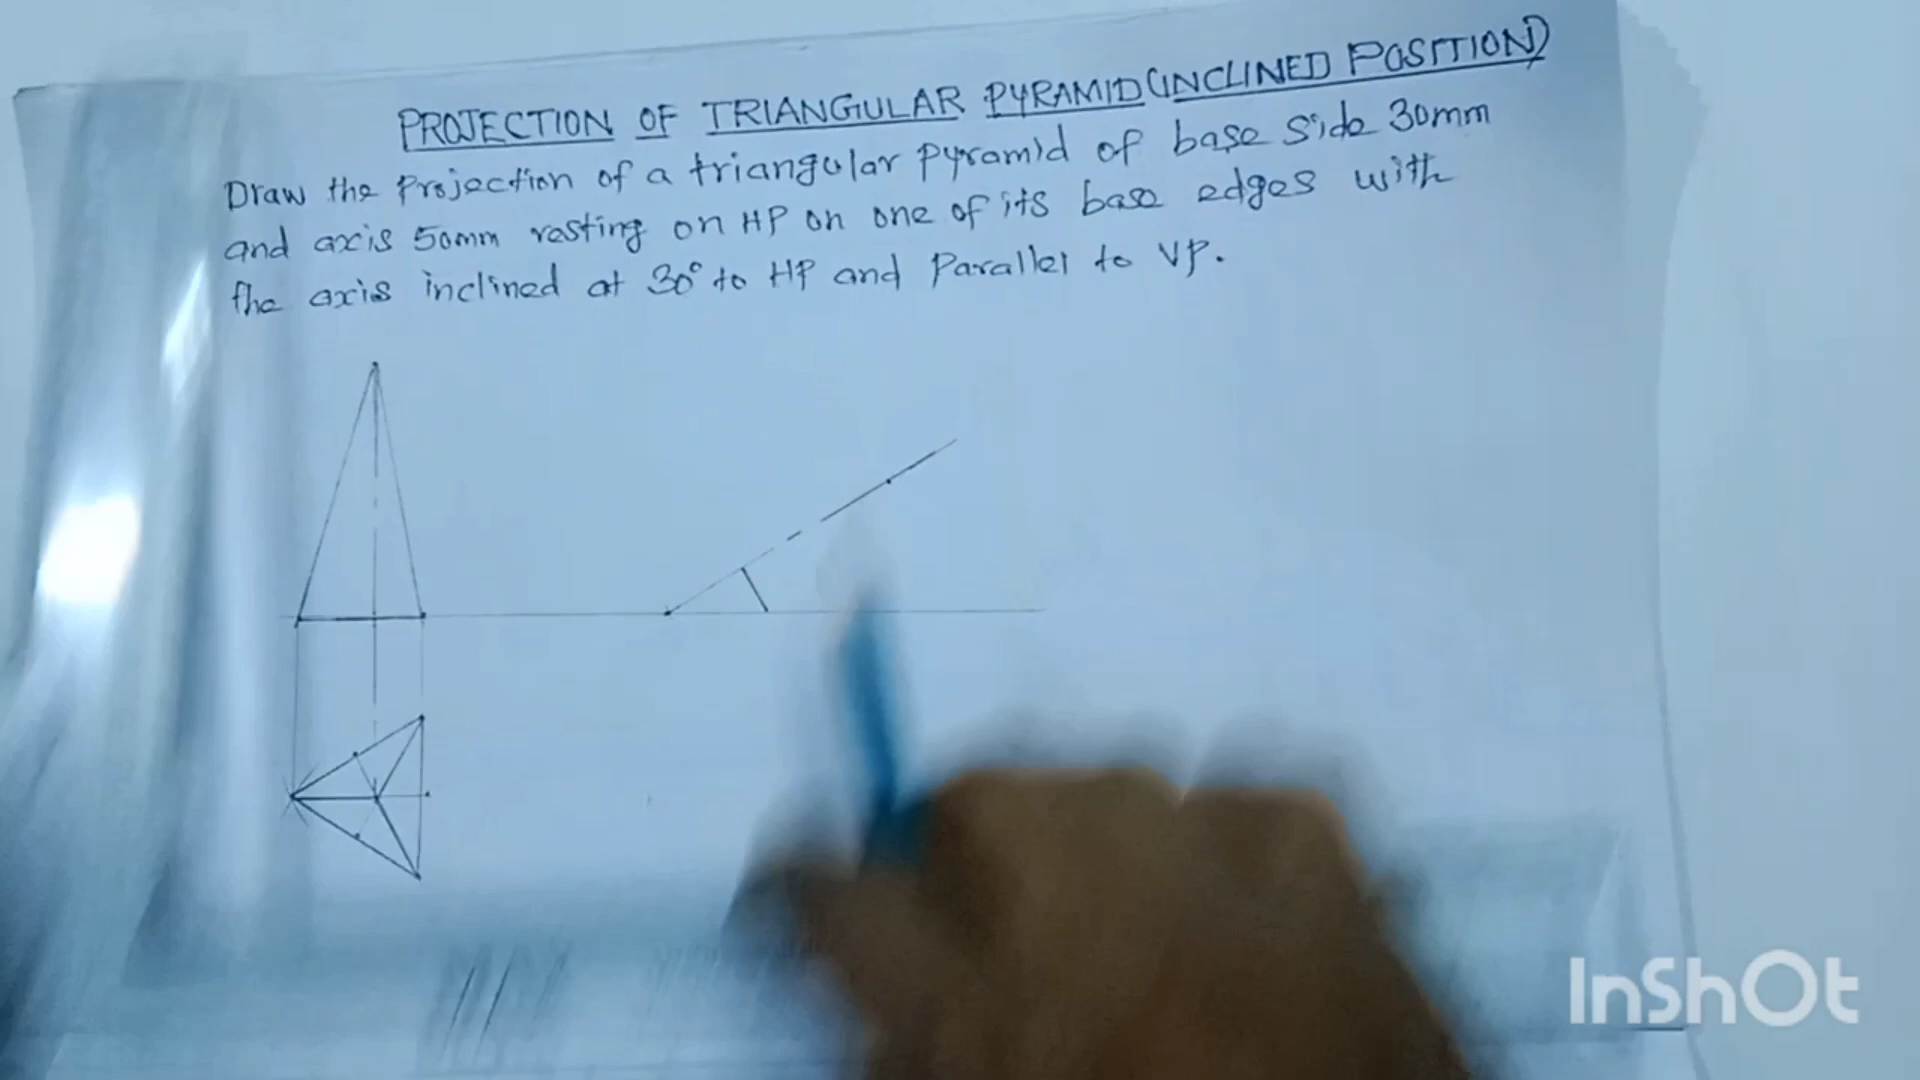 PROJECTION OF TRIANGULAR PYRAMID (INCLINED POSITION)
Draw the Projection of a triangular pyramid of base side 30mm
and axis 50mm resting on HP on one of its base edges with
the axis inclined at 30° to HP and Parallel to VP.
InShOt